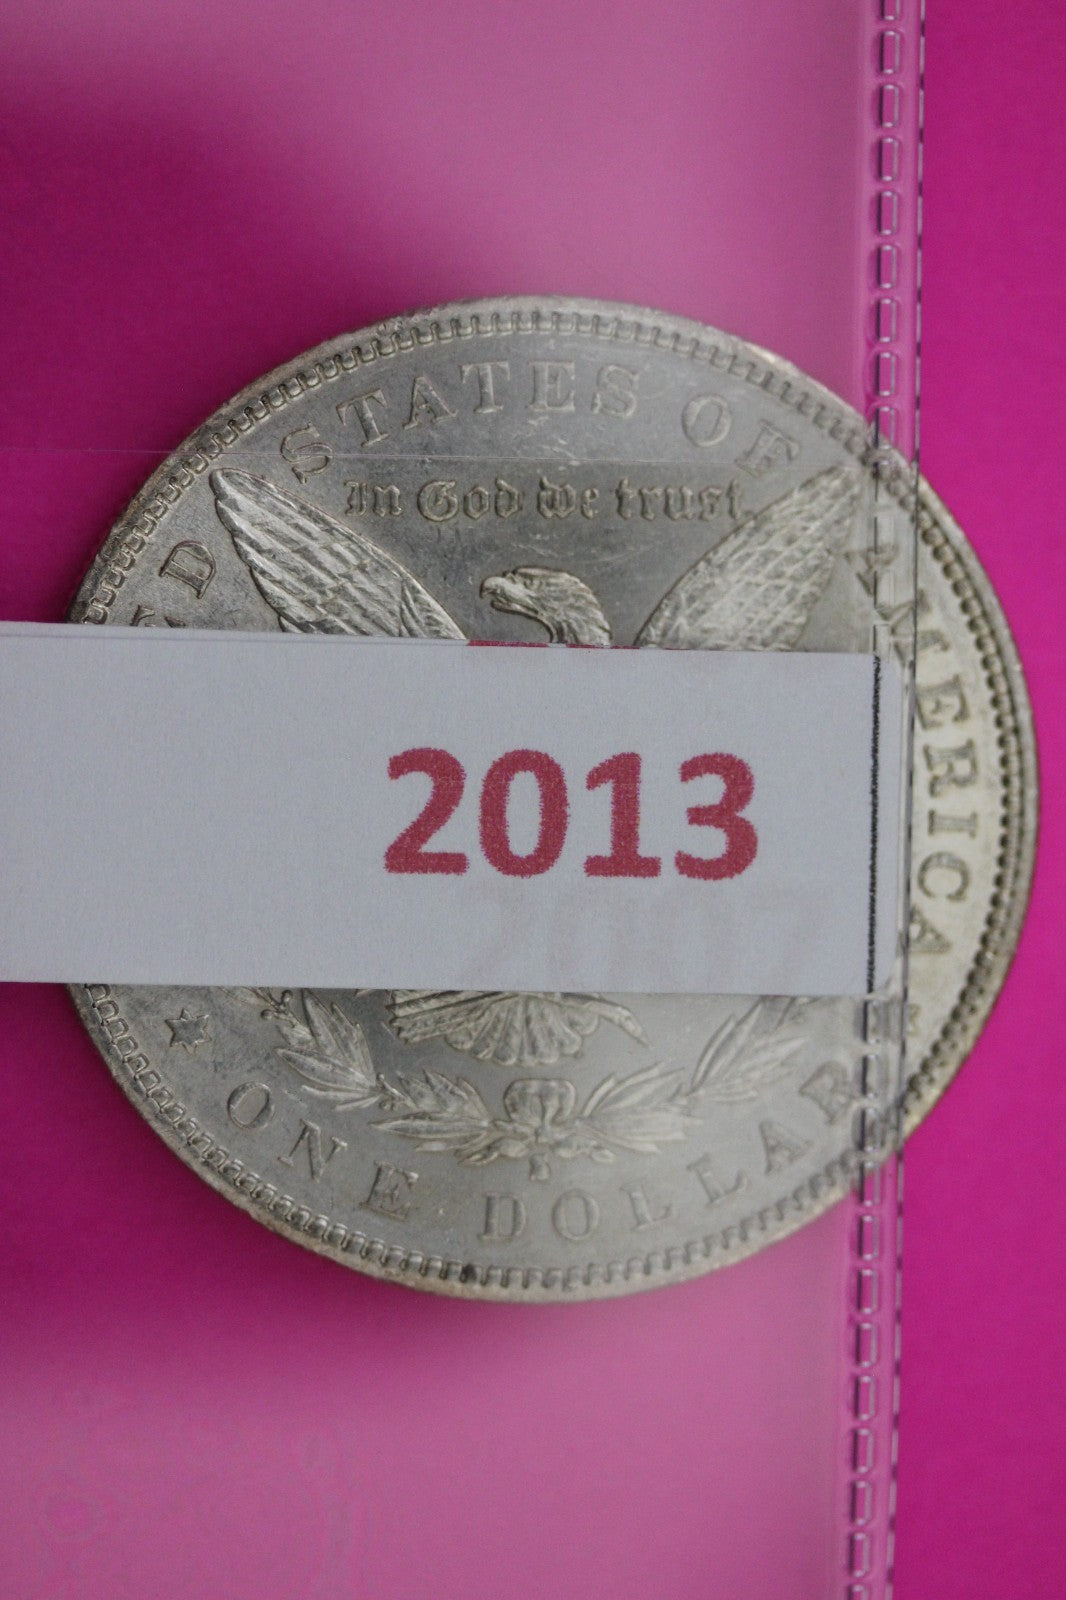 D STATES OF AMERICA
In God we trust.
2013
ONE DOLLAR